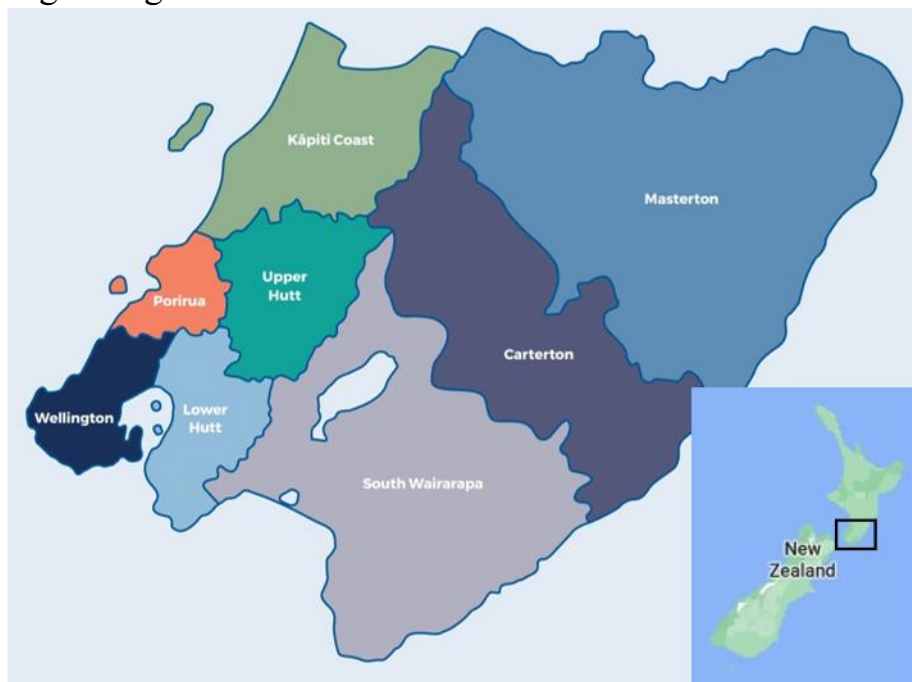 Kāpiti Coast
Masterton
Upper
Hutt
Porirua
Carterton
Wellington
Lower
Hutt
South Wairarapa
New
Zealand